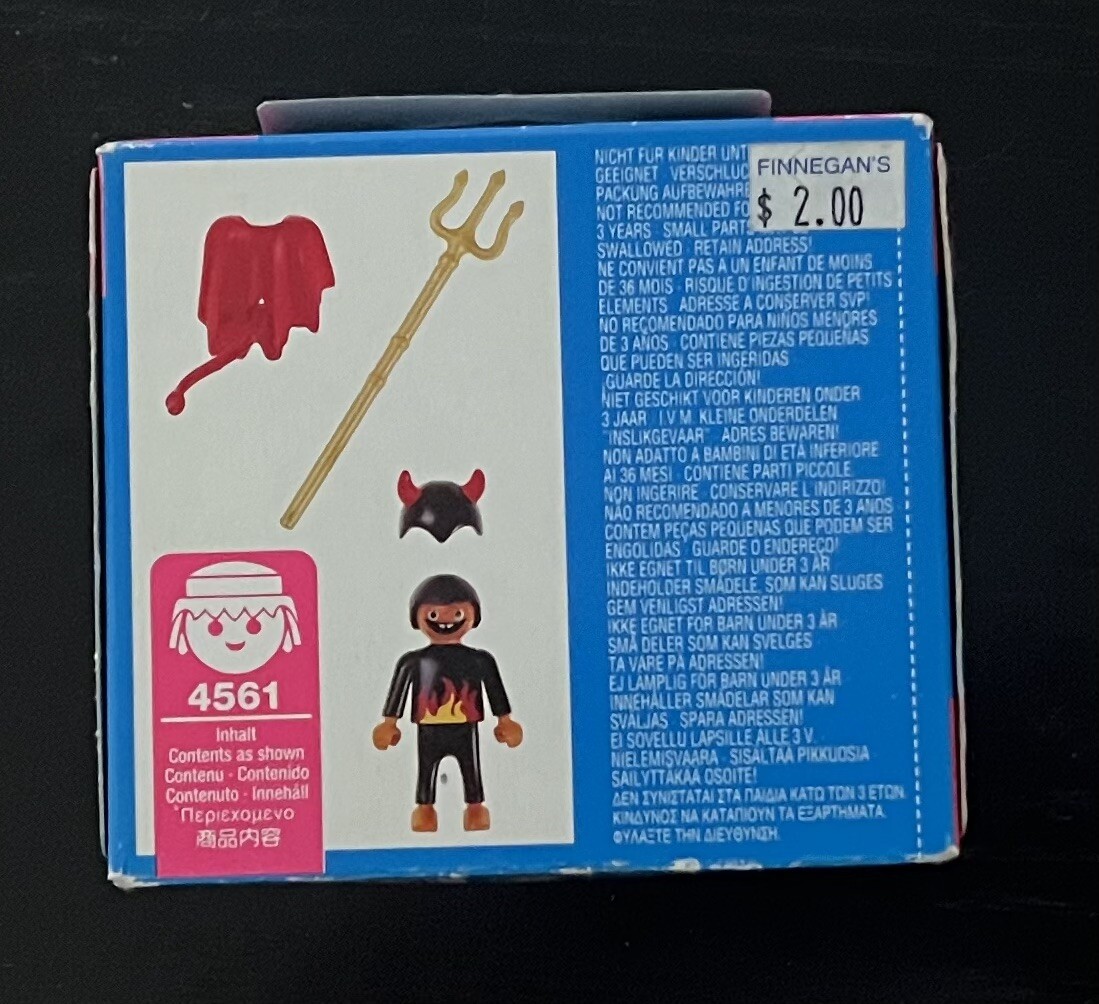 4561
Inhalt
Contents as shown
Contenu · Contenido
Contenuto · Innehåll
Περιεχομενο
商品内容
FINNEGAN'S
$ 2.00
NICHT FÜR KINDER UNT
GEEIGNET · VERSCHLUC
PACKUNG AUFBEWAHRE
NOT RECOMMENDED FO
3 YEARS · SMALL PARTS
SWALLOWED · RETAIN ADDRESS!
NE CONVIENT PAS A UN ENFANT DE MOINS
DE 36 MOIS · RISQUE D'INGESTION DE PETITS
ELEMENTS · ADRESSE A CONSERVER SVP!
NO RECOMENDADO PARA NIÑOS MENORES
DE 3 AÑOS · CONTIENE PIEZAS PEQUEÑAS
QUE PUEDEN SER INGERIDAS
¡GUARDE LA DIRECCIÓN!
NIET GESCHIKT VOOR KINDEREN ONDER
3 JAAR · I.V.M. KLEINE ONDERDELEN
"INSLIKGEVAAR" · ADRES BEWAREN!
NON ADATTO A BAMBINI DI ETÀ INFERIORE
AI 36 MESI · CONTIENE PARTI PICCOLE
NON INGERIRE · CONSERVARE L'INDIRIZZO!
NÃO RECOMENDADO A MENORES DE 3 ANOS
CONTEM PEÇAS PEQUENAS QUE PODEM SER
ENGOLIDAS · GUARDE O ENDEREÇO!
IKKE EGNET TIL BØRN UNDER 3 ÅR
INDEHOLDER SMÅDELE, SOM KAN SLUGES
GEM VENLIGST ADRESSEN!
IKKE EGNET FOR BARN UNDER 3 ÅR
SMÅ DELER SOM KAN SVELGES
TA VARE PÅ ADRESSEN!
EJ LÄMPLIG FÖR BARN UNDER 3 ÅR
INNEHÅLLER SMÅDELAR SOM KAN
SVÄLJAS · SPARA ADRESSEN!
EI SOVELLU LAPSILLE ALLE 3 V.
NIELEMISVAARA · SISÄLTÄÄ PIKKUOSIA
SÄILYTTÄKÄÄ OSOITE!
ΔΕΝ ΣΥΝΙΣΤΑΤΑΙ ΣΤΑ ΠΑΙΔΙΑ ΚΑΤΩ ΤΩΝ 3 ΕΤΩΝ.
ΚΙΝΔΥΝΟΣ ΝΑ ΚΑΤΑΠΙΟΥΝ ΤΑ ΕΞΑΡΤΗΜΑΤΑ.
ΦΥΛΑΞΤΕ ΤΗΝ ΔΙΕΥΘΥΝΣΗ.